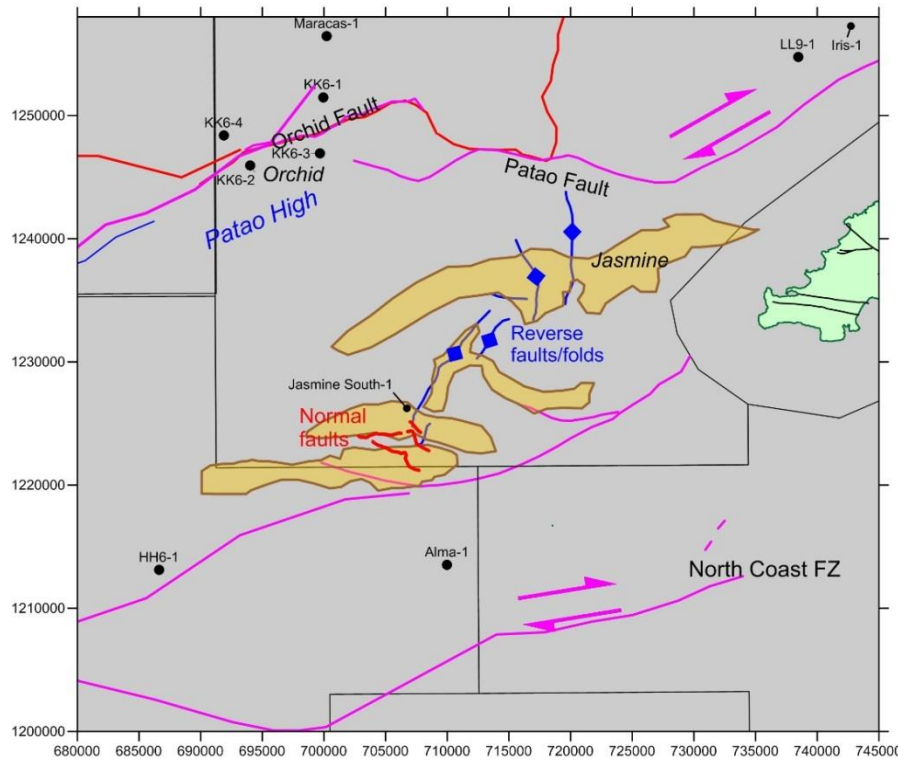 Maracas-1
LL9-1
Iris-1
KK6-1
1250000
KK6-4
Orchid Fault
KK6-3
KK6-2
Orchid
Patao Fault
Patao High
1240000
Jasmine
Reverse
faults/folds
1230000
Jasmine South-1
Normal
faults
1220000
HH6-1
Alma-1
North Coast FZ
1210000
1200000
680000 685000 690000 695000 700000 705000 710000 715000 720000 725000 730000 735000 740000 745000